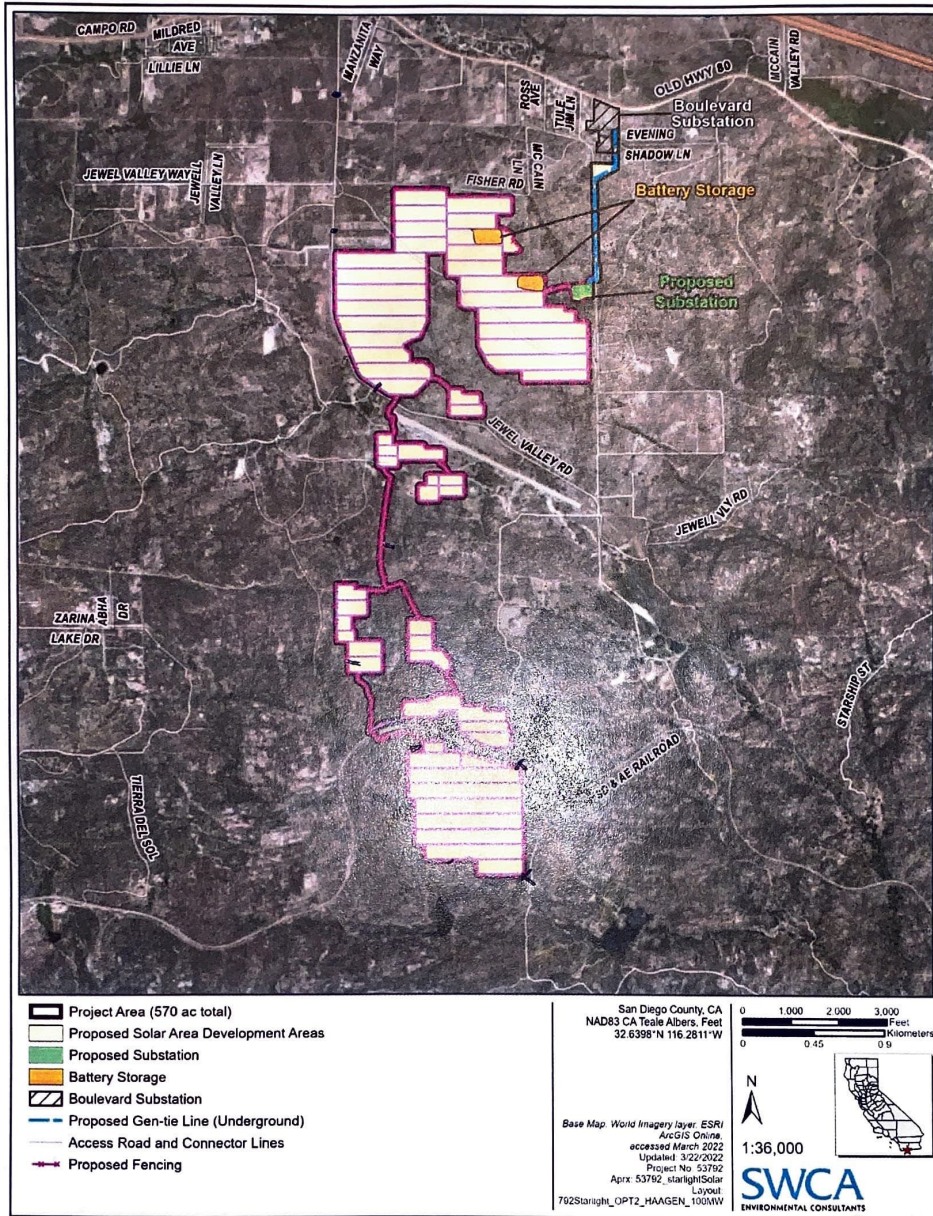 CAMPO RD
MILDRED
AVE
LILLIE LN
MANZANITA
WAY
MCCAIN
VALLEY RD
OLD HWY 80
ROSS
AVE
TULE
JIM LN
Boulevard
Substation
EVENING
SHADOW LN
MC CAIN
LN
FISHER RD
JEWEL VALLEY WAY
JEWELL
VALLEY LN
Battery Storage
Proposed
Substation
JEWEL VALLEY RD
JEWELL VLY RD
ZARINA
ABHA
DR
LAKE DR
STARSHIP ST
SD & AE RAILROAD
TIERRA DEL SOL
Project Area (570 ac total)
Proposed Solar Area Development Areas
Proposed Substation
Battery Storage
Boulevard Substation
Proposed Gen-tie Line (Underground)
Access Road and Connector Lines
Proposed Fencing
San Diego County, CA
NAD83 CA Teale Albers, Feet
32.6398°N 116.2811°W
Base Map: World Imagery layer, ESRI
ArcGIS Online,
accessed March 2022
Updated: 3/22/2022
Project No. 53792
Aprx: 53792_starlightSolar
Layout:
792Starlight_OPT2_HAAGEN_100MW
0 1,000 2,000 3,000
Feet
Kilometers
0 0.45 0.9
N
1:36,000
SWCA
ENVIRONMENTAL CONSULTANTS